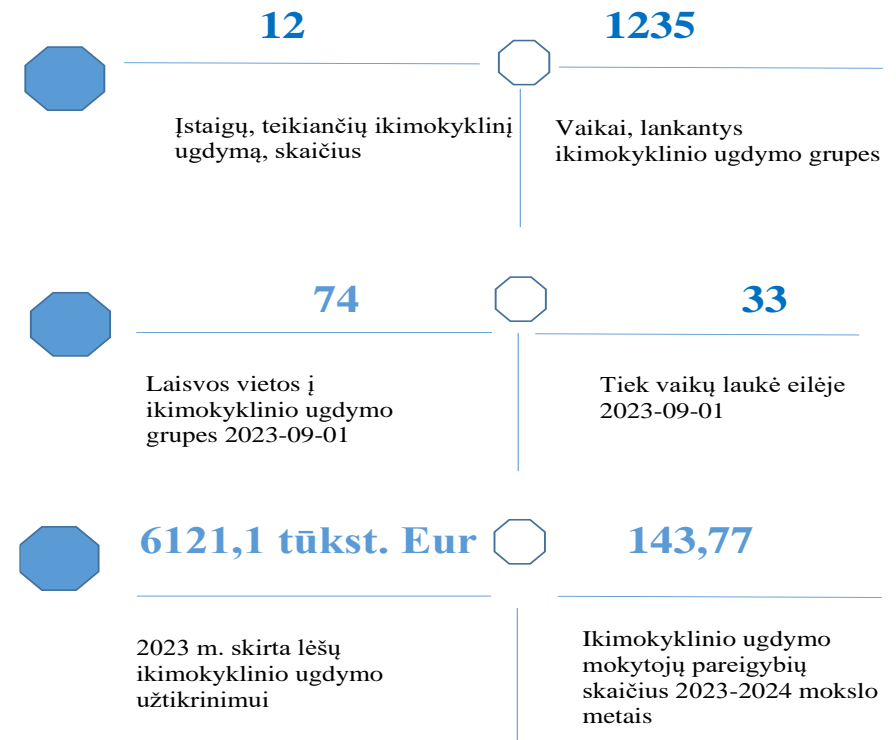 12
Įstaigų, teikiančių ikimokyklinį
ugdymą, skaičius
1235
Vaikai, lankantys
ikimokyklinio ugdymo grupes
74
Laisvos vietos į
ikimokyklinio ugdymo
grupes 2023-09-01
33
Tiek vaikų laukė eilėje
2023-09-01
6121,1 tūkst. Eur
2023 m. skirta lėšų
ikimokyklinio ugdymo
užtikrinimui
143,77
Ikimokyklinio ugdymo
mokytojų pareigybių
skaičius 2023-2024 mokslo
metais